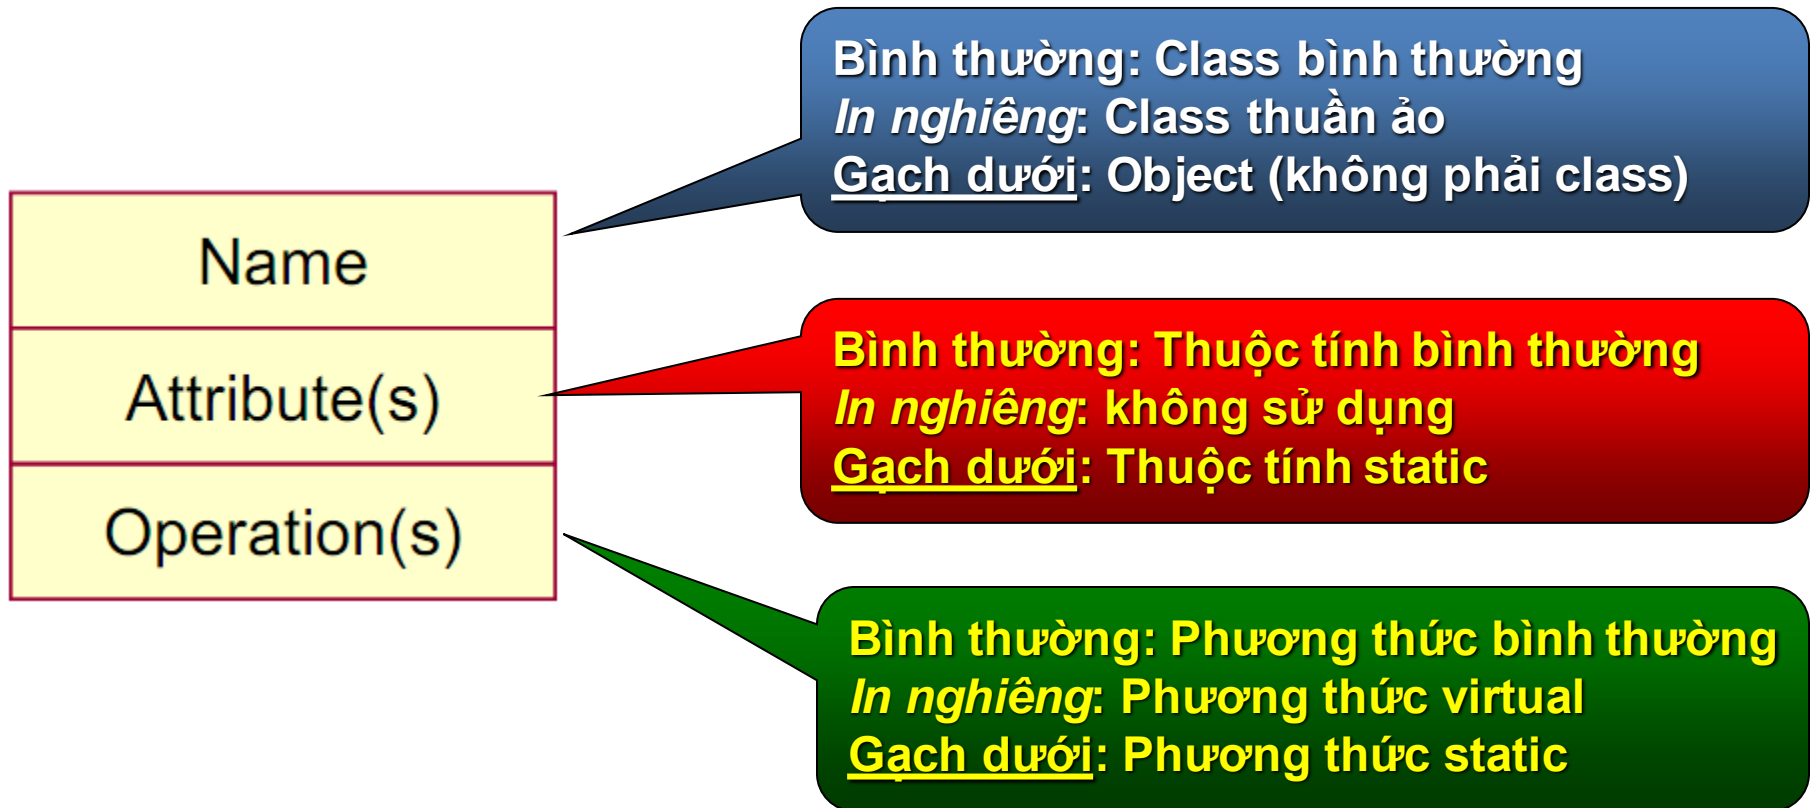 Bình thường: Class bình thường
In nghiêng: Class thuần ảo
Gạch dưới: Object (không phải class)
Name
Attribute(s)
Operation(s)
Bình thường: Thuộc tính bình thường
In nghiêng: không sử dụng
Gạch dưới: Thuộc tính static
Bình thường: Phương thức bình thường
In nghiêng: Phương thức virtual
Gạch dưới: Phương thức static